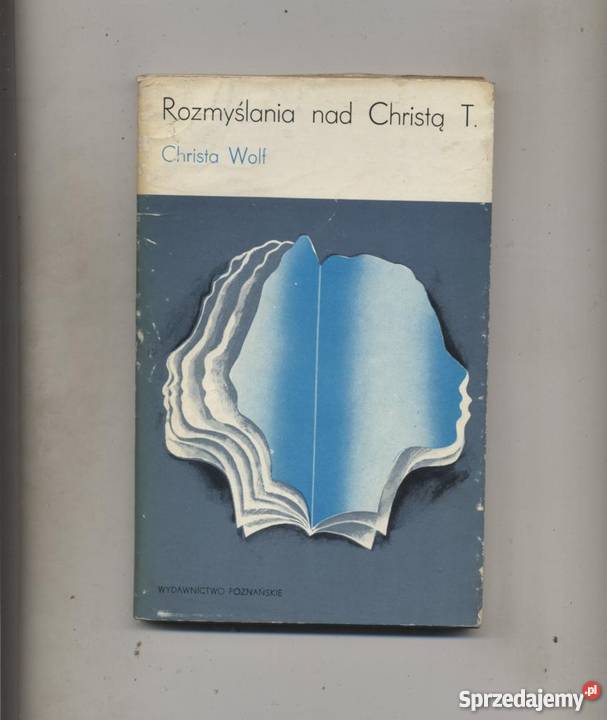 Rozmyślania nad Christą T.
Christa Wolf
WYDAWNICTWO POZNAŃSKIE
Sprzedajemy.pl